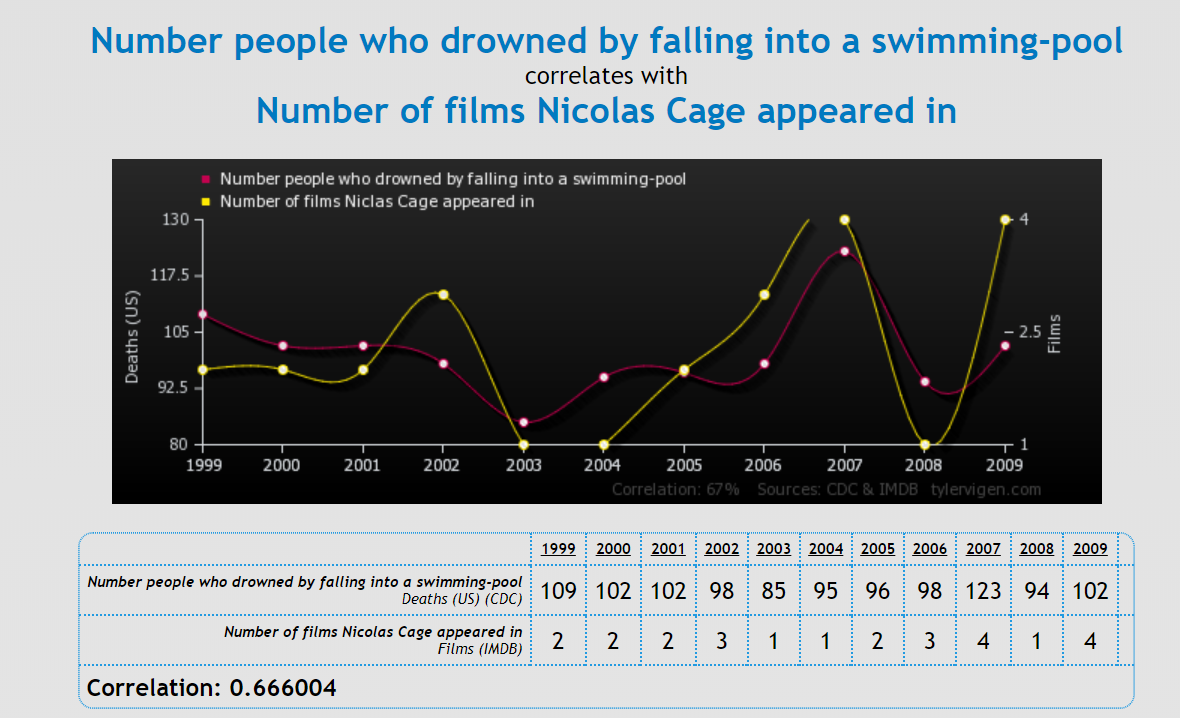 Number people who drowned by falling into a swimming-pool
correlates with
Number of films Nicolas Cage appeared in
Number people who drowned by falling into a swimming-pool
Number of films Niclas Cage appeared in
130
117.5
105
92.5
80
Deaths (US)
4
2.5
1
Films
1999 2000 2001 2002 2003 2004 2005 2006 2007 2008 2009
Correlation: 67% Sources: CDC & IMDB tylervigen.com
1999 2000 2001 2002 2003 2004 2005 2006 2007 2008 2009
Number people who drowned by falling into a swimming-pool
Deaths (US) (CDC)
109 102 102 98 85 95 96 98 123 94 102
Number of films Nicolas Cage appeared in
Films (IMDB)
2 2 2 3 1 1 2 3 4 1 4
Correlation: 0.666004